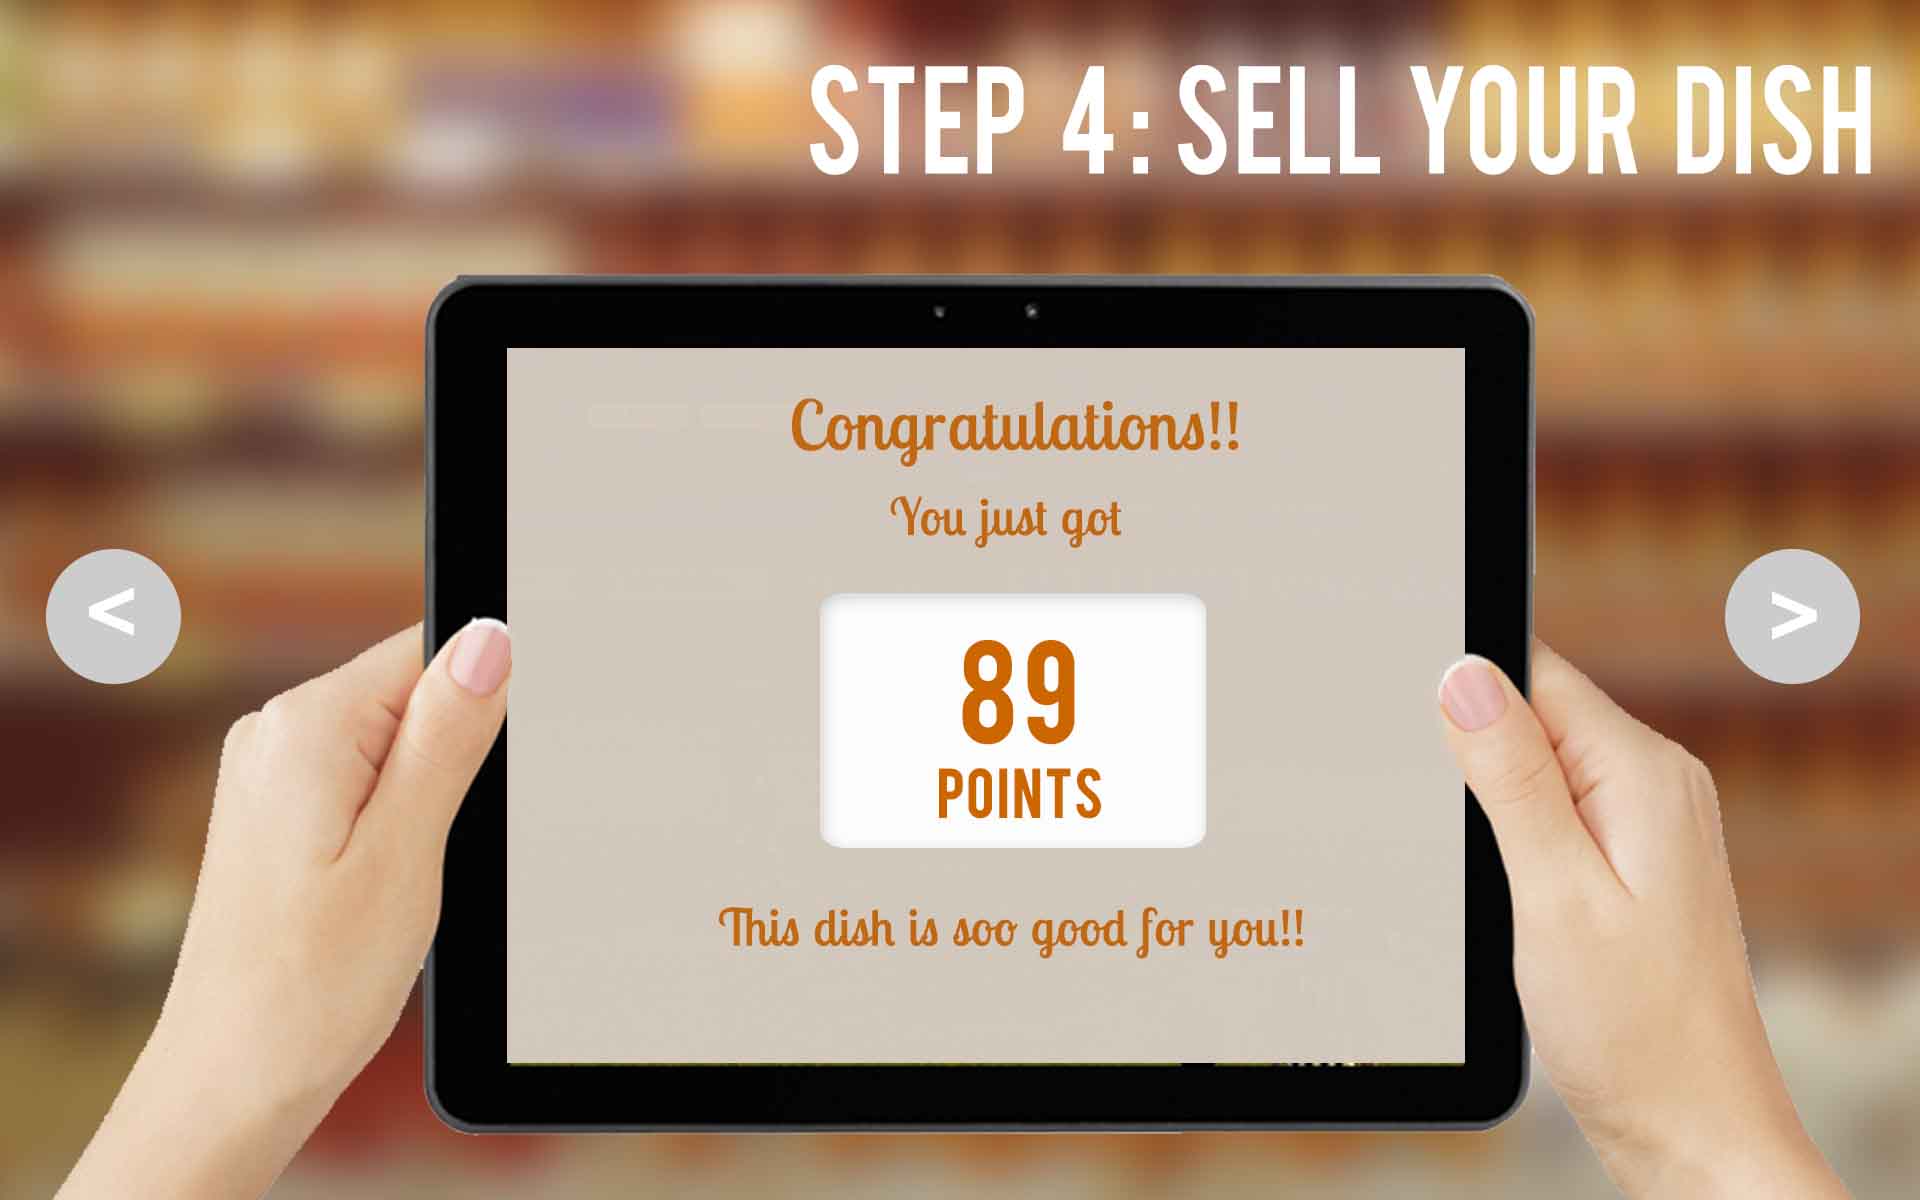 STEP 4: SELL YOUR DISH
Congratulations!!
You just got
<
89
>
POINTS
This dish is soo good for you!!